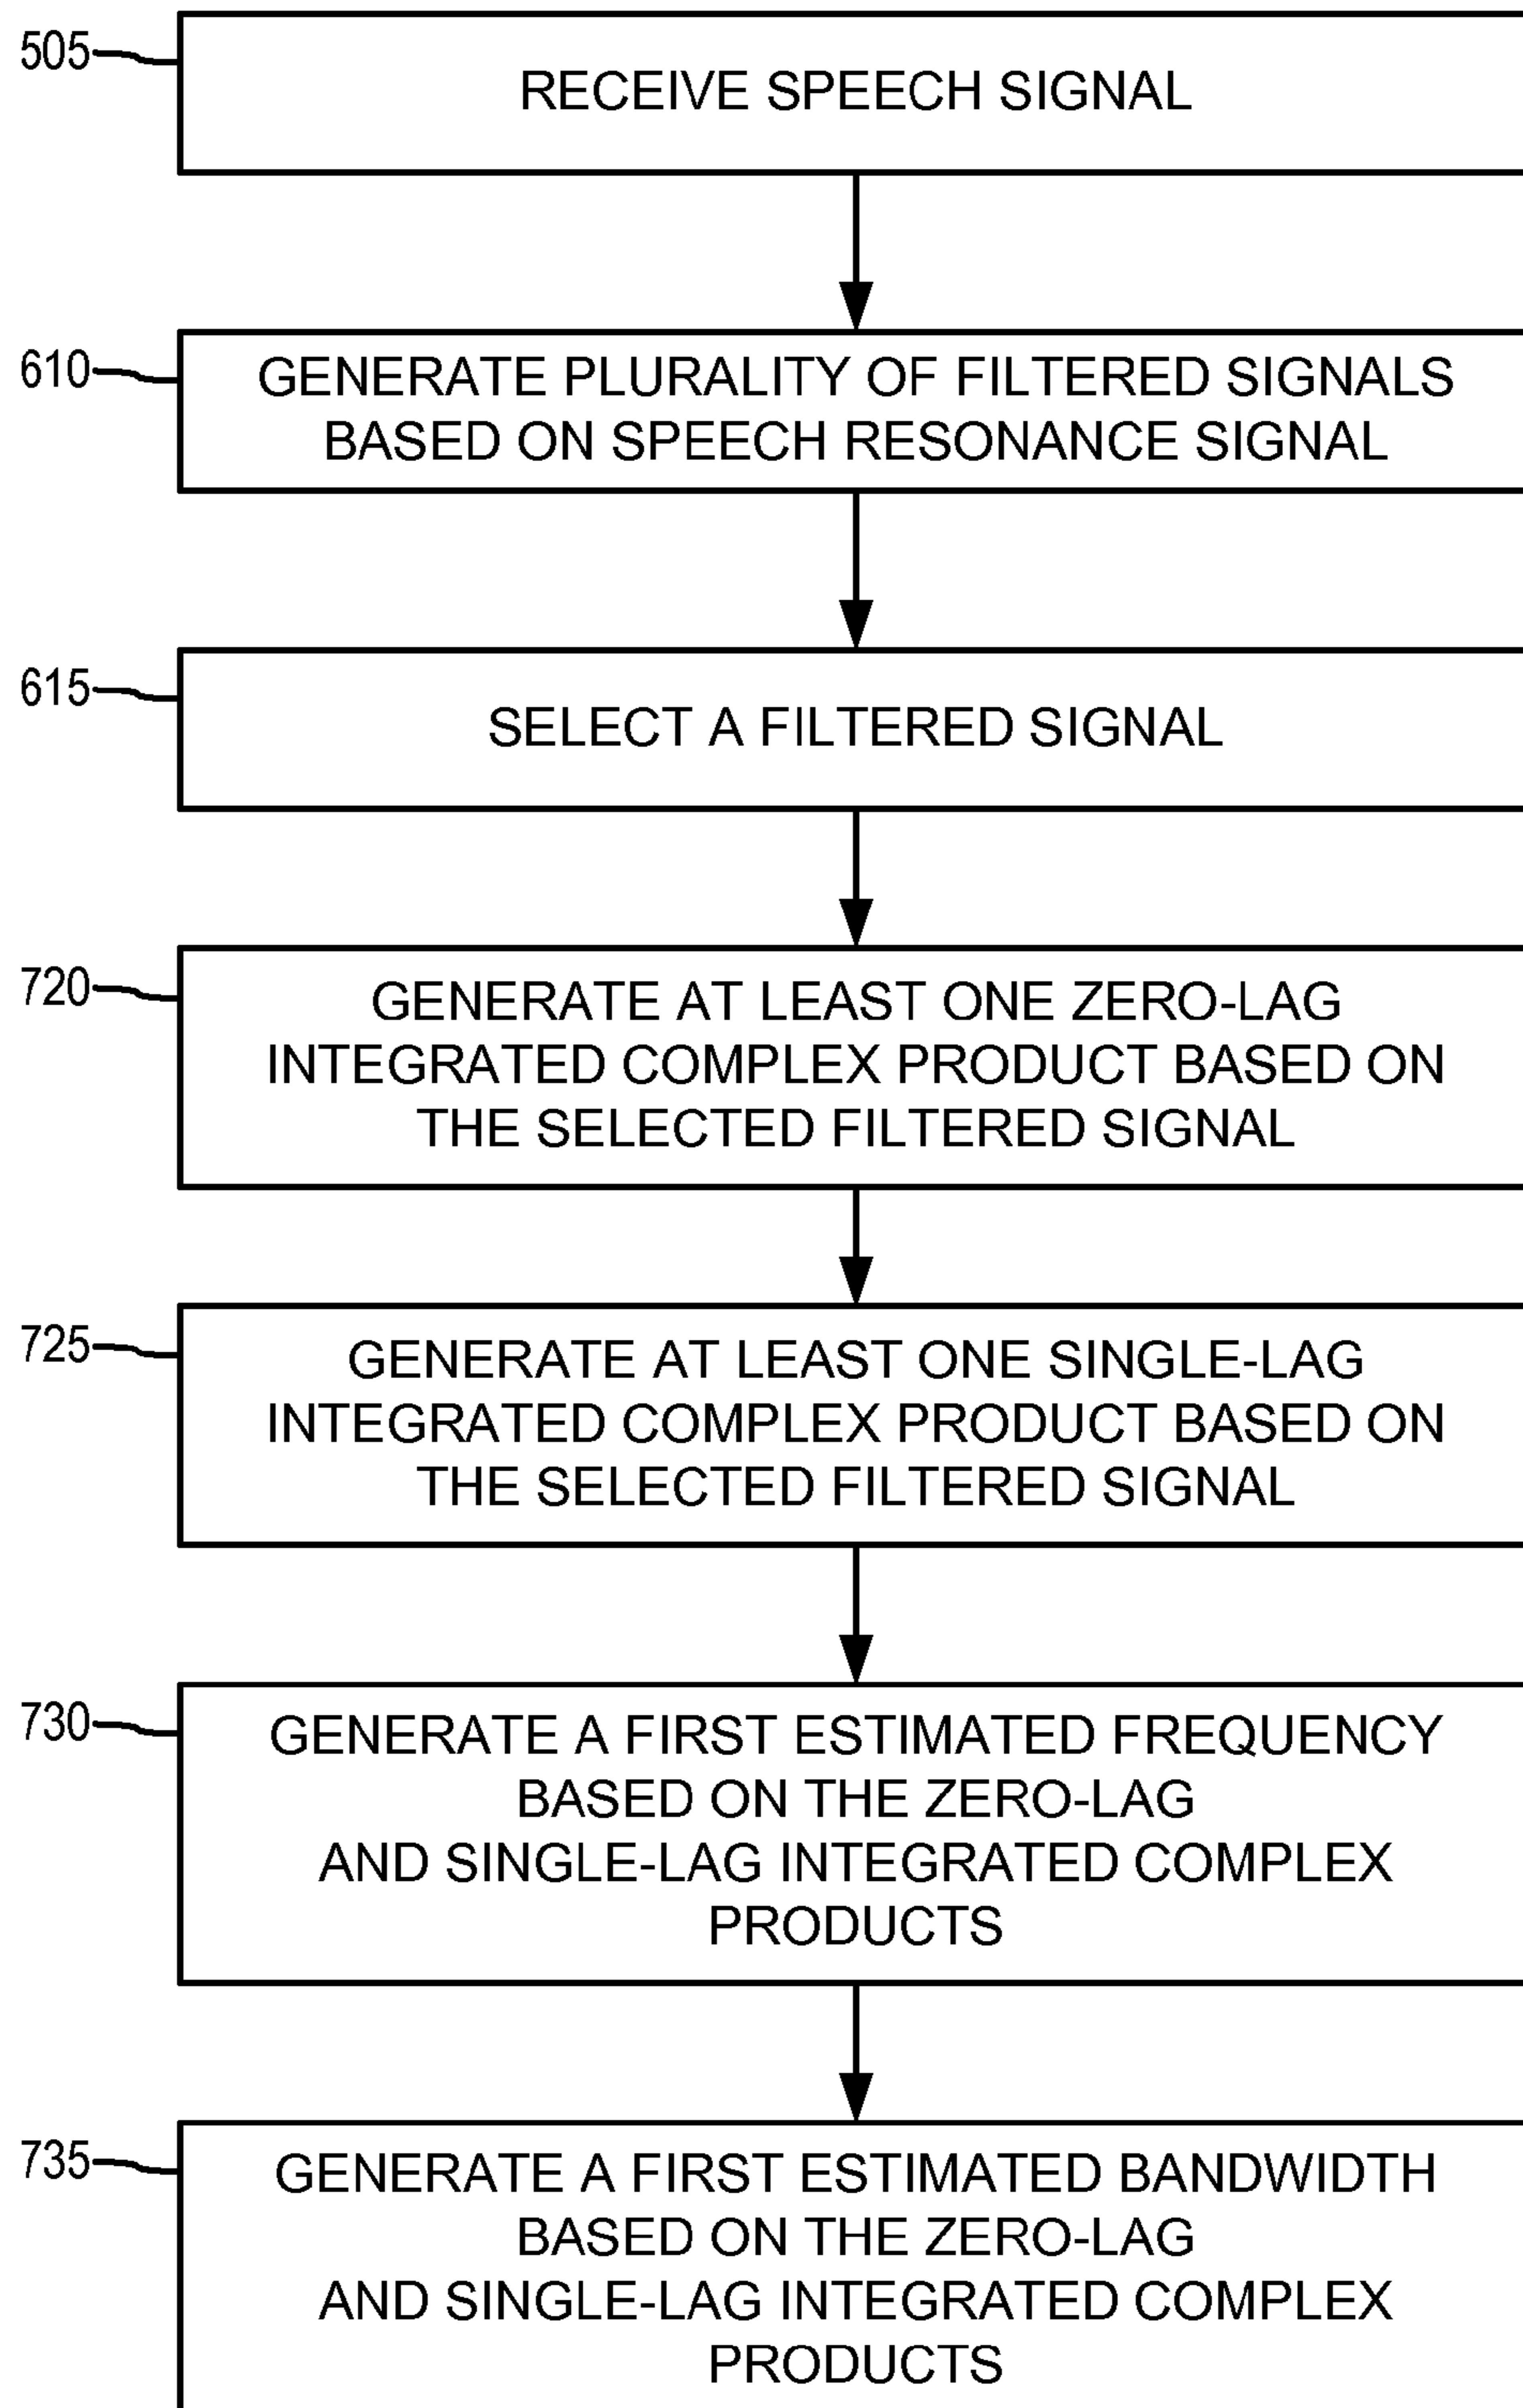 505
RECEIVE SPEECH SIGNAL
610
GENERATE PLURALITY OF FILTERED SIGNALS
BASED ON SPEECH RESONANCE SIGNAL
615
SELECT A FILTERED SIGNAL
720
GENERATE AT LEAST ONE ZERO-LAG
INTEGRATED COMPLEX PRODUCT BASED ON
THE SELECTED FILTERED SIGNAL
725
GENERATE AT LEAST ONE SINGLE-LAG
INTEGRATED COMPLEX PRODUCT BASED ON
THE SELECTED FILTERED SIGNAL
730
GENERATE A FIRST ESTIMATED FREQUENCY
BASED ON THE ZERO-LAG
AND SINGLE-LAG INTEGRATED COMPLEX
PRODUCTS
735
GENERATE A FIRST ESTIMATED BANDWIDTH
BASED ON THE ZERO-LAG
AND SINGLE-LAG INTEGRATED COMPLEX
PRODUCTS